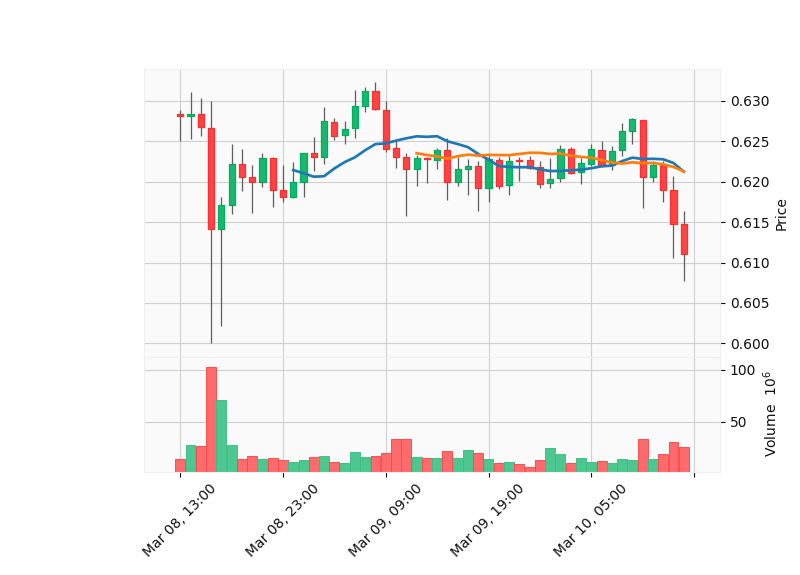 0.630
0.625
0.620
0.615
0.610
0.605
0.600
Price
100
50
Volume 10^6
Mar 08, 13:00
Mar 08, 23:00
Mar 09, 09:00
Mar 09, 19:00
Mar 10, 05:00